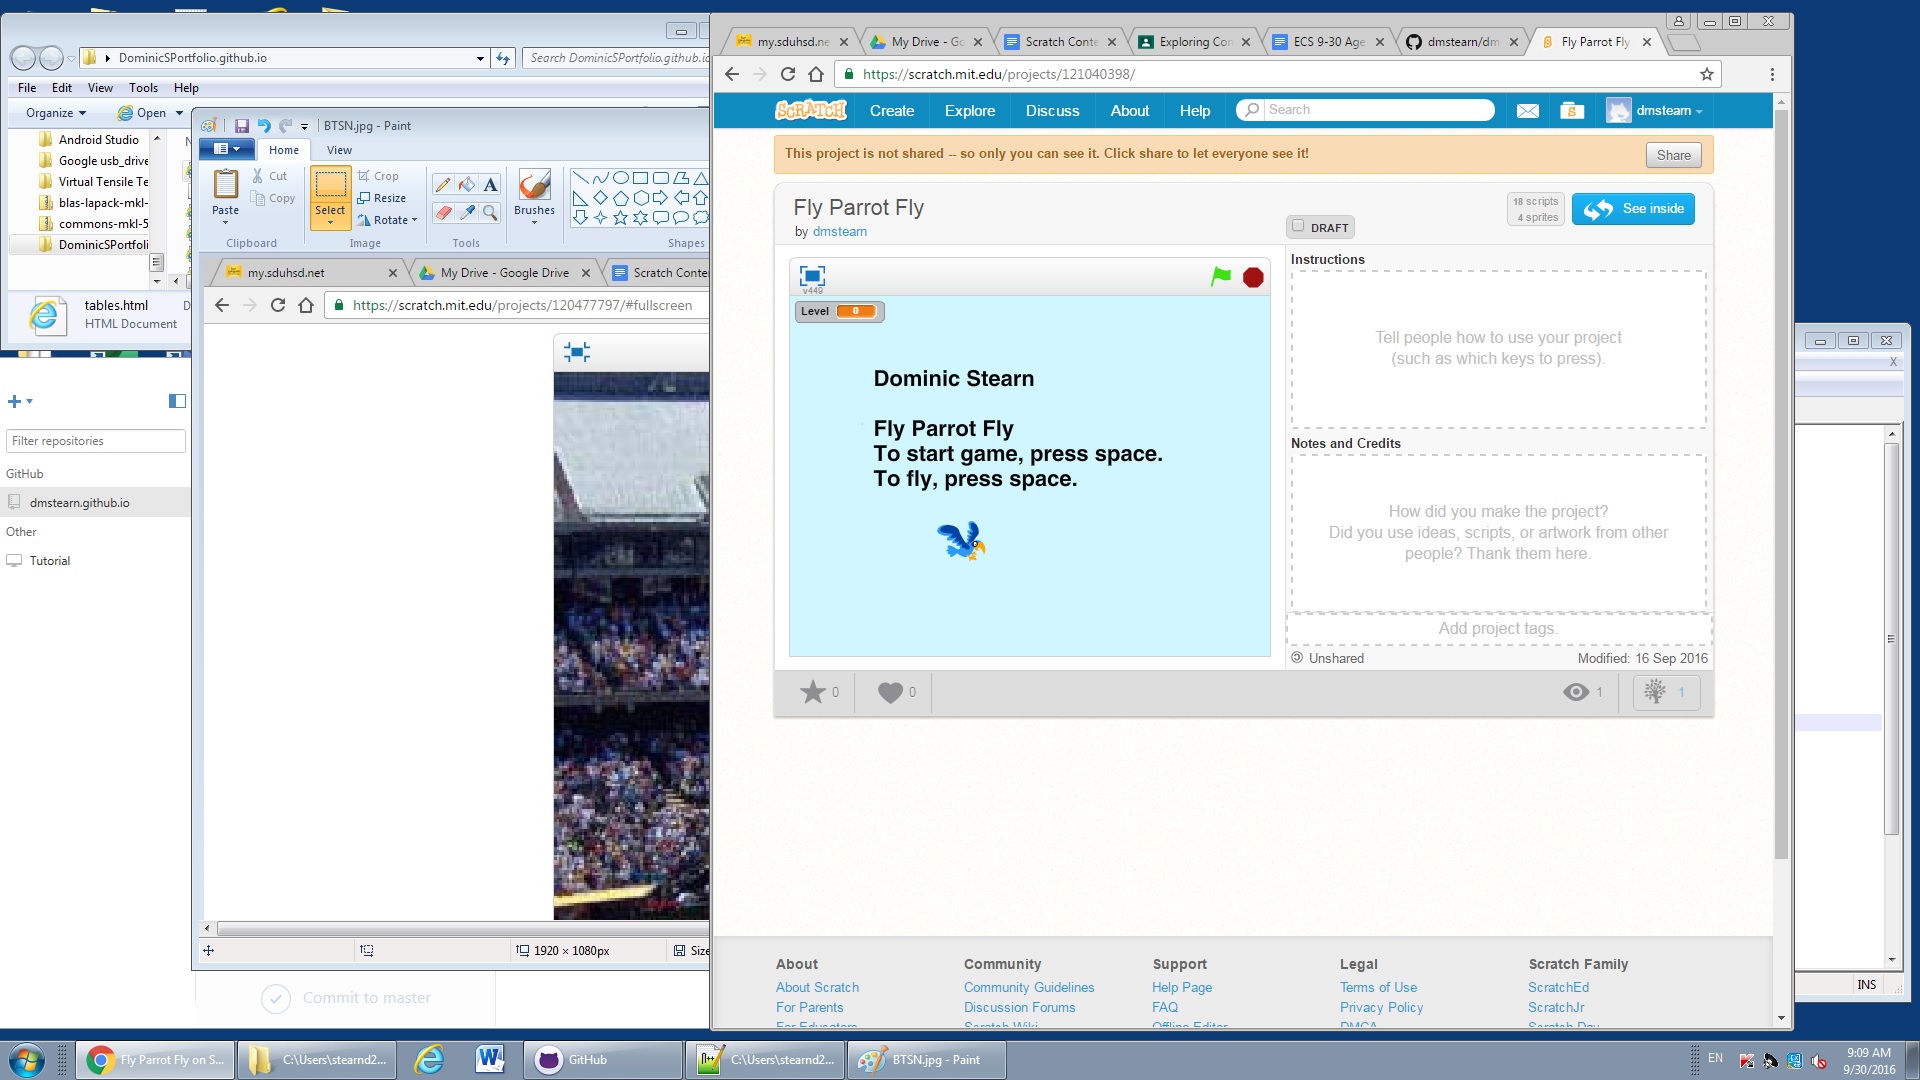 DominicSPortfolio.github.io
Search DominicSPortfolio.github.io
File Edit View Tools Help
Organize Open
Android Studio
Google usb_drive
Virtual Tensile Te
blas-lapack-mkl-
commons-mkl-5
DominicSPortfoli
tables.html
HTML Document
Filter repositories
GitHub
dmstearn.github.io
Other
Tutorial
Commit to master
BTSN.jpg - Paint
Home View
Paste
Cut
Copy
Clipboard
Select
Crop
Resize
Rotate
Image
A
Tools
Brushes
Shapes
my.sduhsd.net
My Drive - Google Drive
Scratch Conte
https://scratch.mit.edu/projects/120477797/#fullscreen
1920 × 1080px
Size
my.sduhsd.ne
My Drive - Go
Scratch Conte
Exploring Con
ECS 9-30 Age
dmstearn/dm
Fly Parrot Fly
https://scratch.mit.edu/projects/121040398/
SCRATCH
Create Explore Discuss About Help
Search
dmstearn
This project is not shared -- so only you can see it. Click share to let everyone see it!
Share
Fly Parrot Fly
by dmstearn
DRAFT
18 scripts
4 sprites
See inside
v449
Level 0
Dominic Stearn
Fly Parrot Fly
To start game, press space.
To fly, press space.
Instructions
Tell people how to use your project
(such as which keys to press).
Notes and Credits
How did you make the project?
Did you use ideas, scripts, or artwork from other
people? Thank them here.
Add project tags.
Unshared
Modified: 16 Sep 2016
0
0
1
1
About Community Support Legal Scratch Family
About Scratch Community Guidelines Help Page Terms of Use ScratchEd
For Parents Discussion Forums FAQ Privacy Policy ScratchJr
For Educators Scratch Wiki Offline Editor DMCA Scratch Day
X
INS
Fly Parrot Fly on S...
C:\Users\stearnd2...
GitHub
C:\Users\stearnd2...
BTSN.jpg - Paint
EN
9:09 AM
9/30/2016